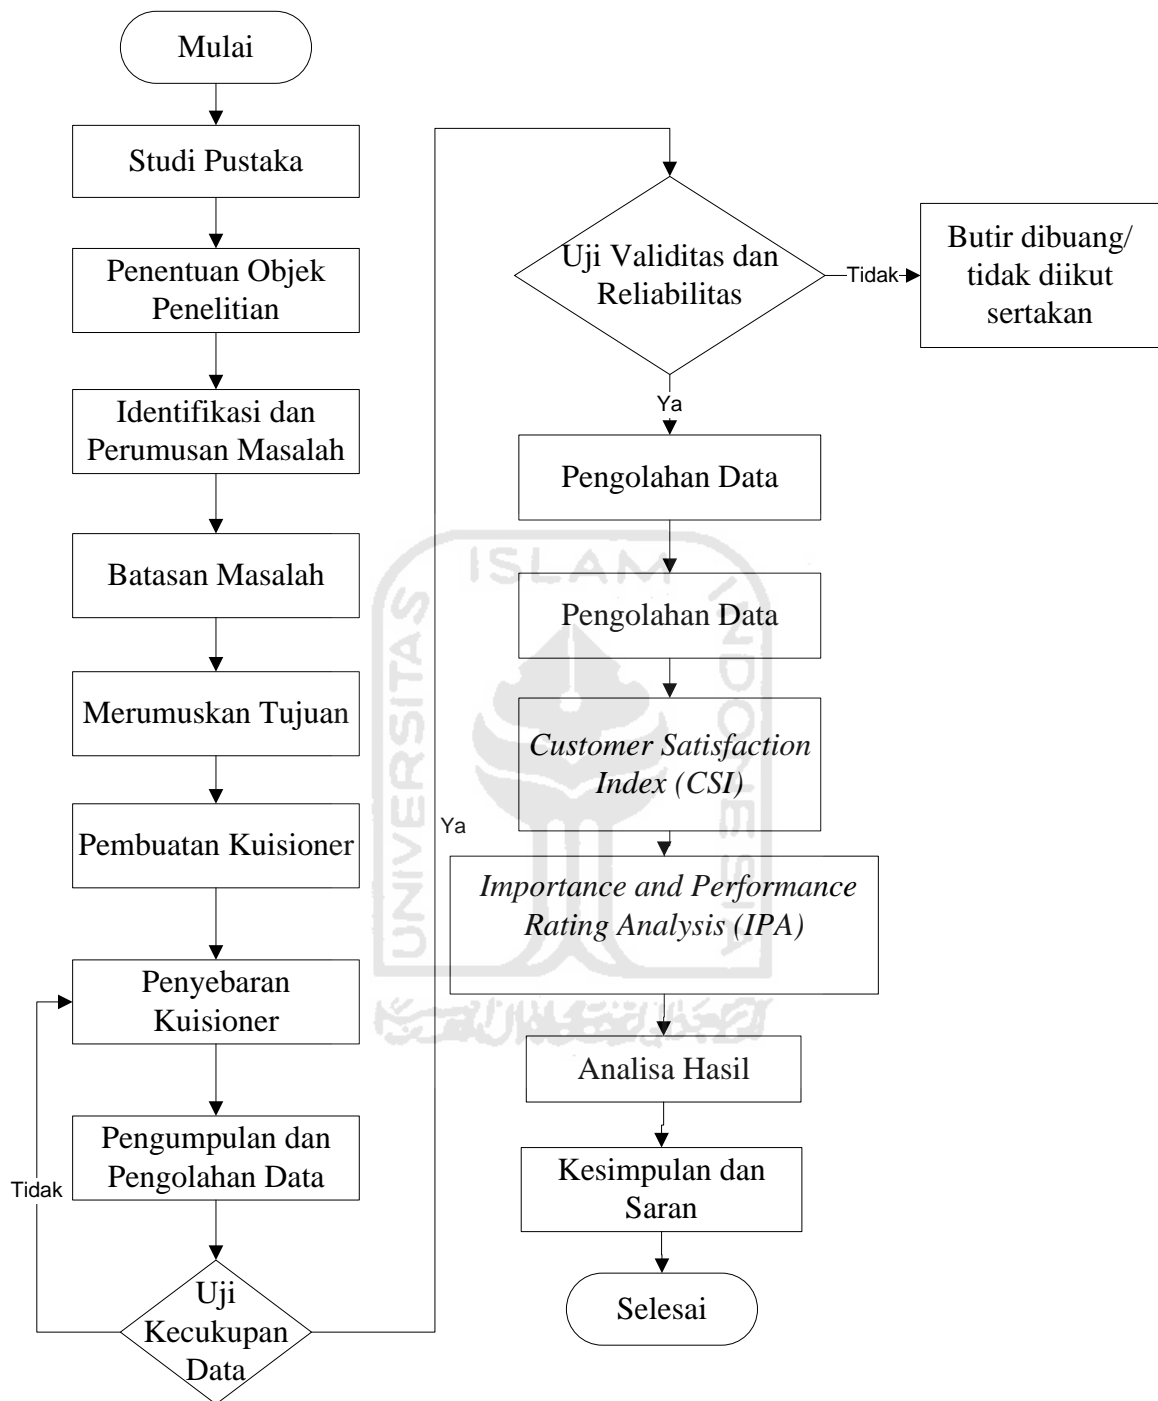 Mulai
Studi Pustaka
Penentuan Objek
Penelitian
Identifikasi dan
Perumusan Masalah
Batasan Masalah
Merumuskan Tujuan
Pembuatan Kuisioner
Penyebaran
Kuisioner
Pengumpulan dan
Pengolahan Data
Tidak
Uji
Kecukupan
Data
Ya
Uji Validitas dan
Reliabilitas
Tidak
Butir dibuang/
tidak diikut
sertakan
Ya
Pengolahan Data
Pengolahan Data
Customer Satisfaction
Index (CSI)
Importance and Performance
Rating Analysis (IPA)
Analisa Hasil
Kesimpulan dan
Saran
Selesai
UNIVERSITAS
ISLAM
INDONESIA